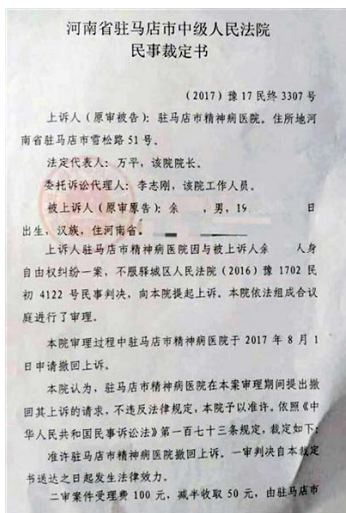 河南省驻马店市中级人民法院
民事裁定书
（2017）豫17民终3307号
上诉人（原审被告）：驻马店市精神病医院。住所地河
南省驻马店市雪松路51号。
法定代表人：万平，该院院长。
委托诉讼代理人：李志刚，该院工作人员。
被上诉人（原审原告）：余 ，男，19 日
出生，汉族，住河南省。
上诉人驻马店市精神病医院因与被上诉人余 人身
自由权纠纷一案，不服驿城区人民法院（2016）豫1702民
初4122号民事判决，向本院提起上诉。本院依法组成合议
庭进行了审理。
本院审理过程中驻马店市精神病医院于2017年8月1
日申请撤回上诉。
本院认为，驻马店市精神病医院在本案审理期间提出撤
回其上诉的请求，不违反法律规定，本院予以准许。依照《中
华人民共和国民事诉讼法》第一百七十三条规定，裁定如下：
准许驻马店市精神病医院撤回上诉。一审判决自本裁定
书送达之日起发生法律效力。
二审案件受理费100元，减半收取50元，由驻马店市